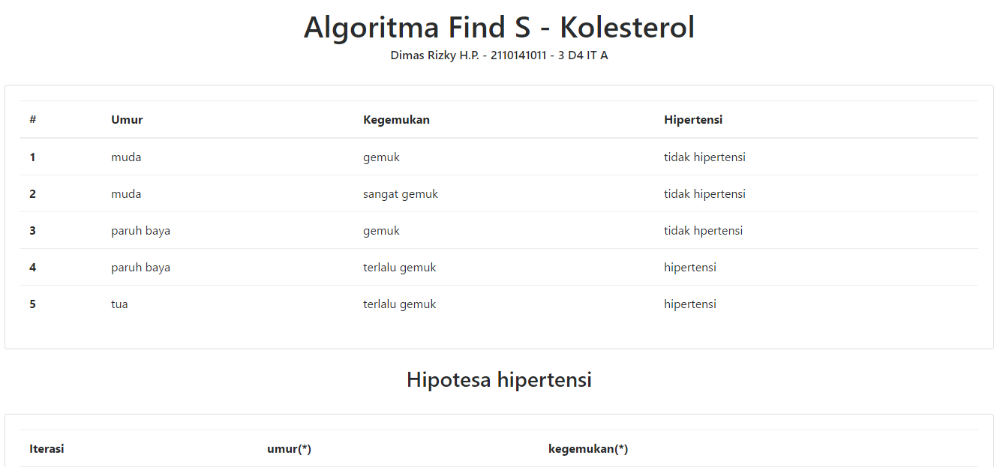 Algoritma Find S - Kolesterol
Dimas Rizky H.P. - 2110141011 - 3 D4 IT A
# Umur Kegemukan Hipertensi
1 muda gemuk tidak hipertensi
2 muda sangat gemuk tidak hipertensi
3 paruh baya gemuk tidak hpertensi
4 paruh baya terlalu gemuk hipertensi
5 tua terlalu gemuk hipertensi
Hipotesa hipertensi
Iterasi umur(*) kegemukan(*)